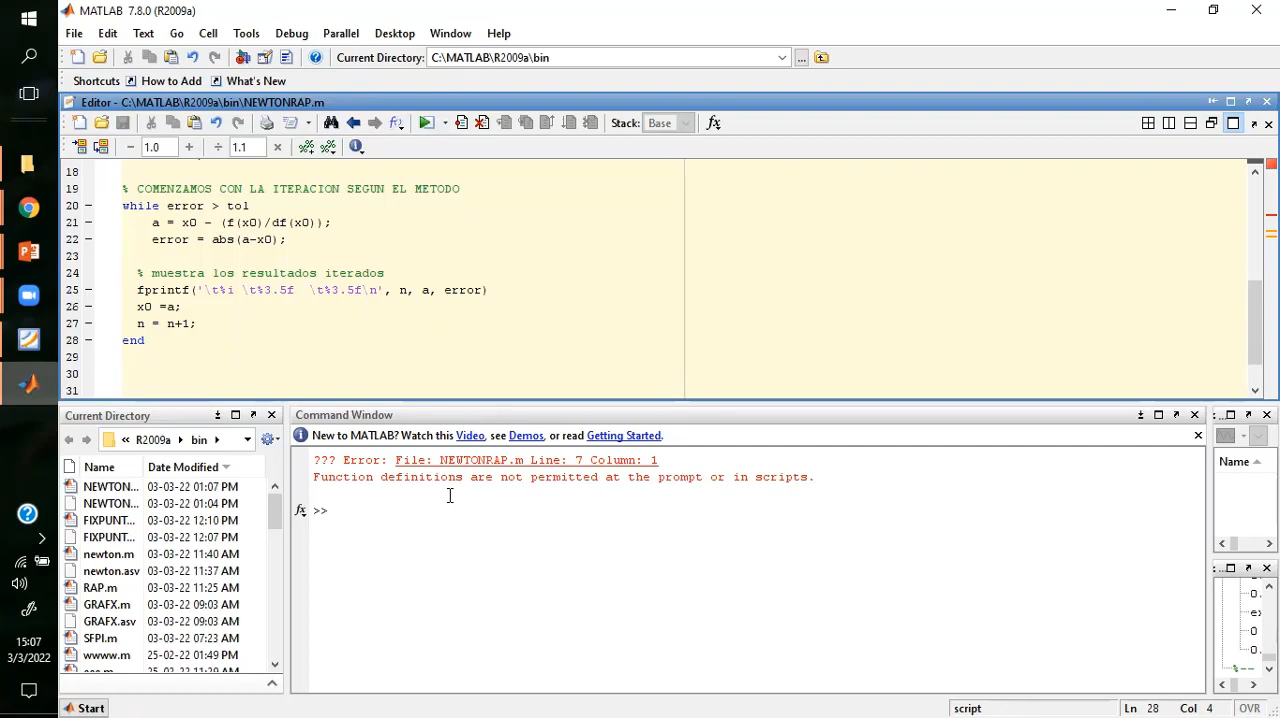 MATLAB 7.8.0 (R2009a)
File Edit Text Go Cell Tools Debug Parallel Desktop Window Help
Current Directory: C:\MATLAB\R2009a\bin
Shortcuts How to Add What's New
Editor - C:\MATLAB\R2009a\bin\NEWTONRAP.m
Stack: Base
1.0 1.1
18
19 % COMENZAMOS CON LA ITERACION SEGUN EL METODO
20 while error > tol
21 a = x0 - (f(x0)/df(x0));
22 error = abs(a-x0);
23
24 % muestra los resultados iterados
25 fprintf('\t%i \t%3.5f \t%3.5f\n', n, a, error)
26 x0 =a;
27 n = n+1;
28 end
29
30
31
Current Directory
« R2009a bin
Name Date Modified
NEWTON... 03-03-22 01:07 PM
NEWTON... 03-03-22 01:04 PM
FIXPUNT... 03-03-22 12:10 PM
FIXPUNT... 03-03-22 12:07 PM
newton.m 03-03-22 11:40 AM
newton.asv 03-03-22 11:37 AM
RAP.m 03-03-22 11:25 AM
GRAFX.m 03-03-22 09:03 AM
GRAFX.asv 03-03-22 09:03 AM
SFPI.m 03-03-22 07:23 AM
wwww.m 25-02-22 01:49 PM
Command Window
New to MATLAB? Watch this Video, see Demos, or read Getting Started.
??? Error: File: NEWTONRAP.m Line: 7 Column: 1
Function definitions are not permitted at the prompt or in scripts.
fx >>
Name
15:07
3/3/2022
Start
script Ln 28 Col 4 OVR